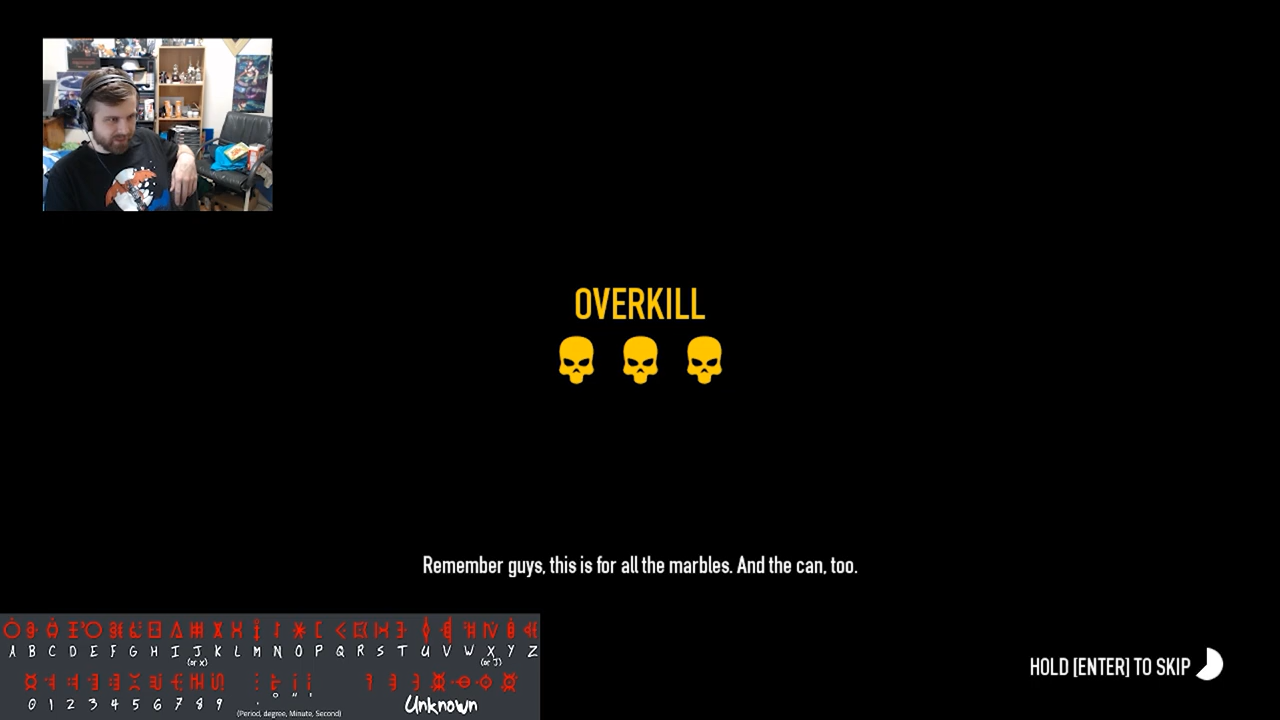 OVERKILL
Remember guys, this is for all the marbles. And the can, too.
HOLD [ENTER] TO SKIP
A B C D E F G H I J K L M N O P Q R S T U V W X Y Z
(or X) (or J)
0 1 2 3 4 5 6 7 8 9 . ° " '
(Period, degree, Minute, Second)
Unknown